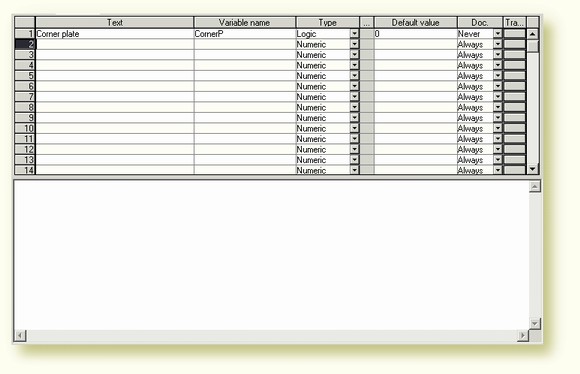 Text Variable name Type ... Default value Doc. Tra...
1 Corner plate CornerP Logic 0 Never
2 Numeric Always
3 Numeric Always
4 Numeric Always
5 Numeric Always
6 Numeric Always
7 Numeric Always
8 Numeric Always
9 Numeric Always
10 Numeric Always
11 Numeric Always
12 Numeric Always
13 Numeric Always
14 Numeric Always